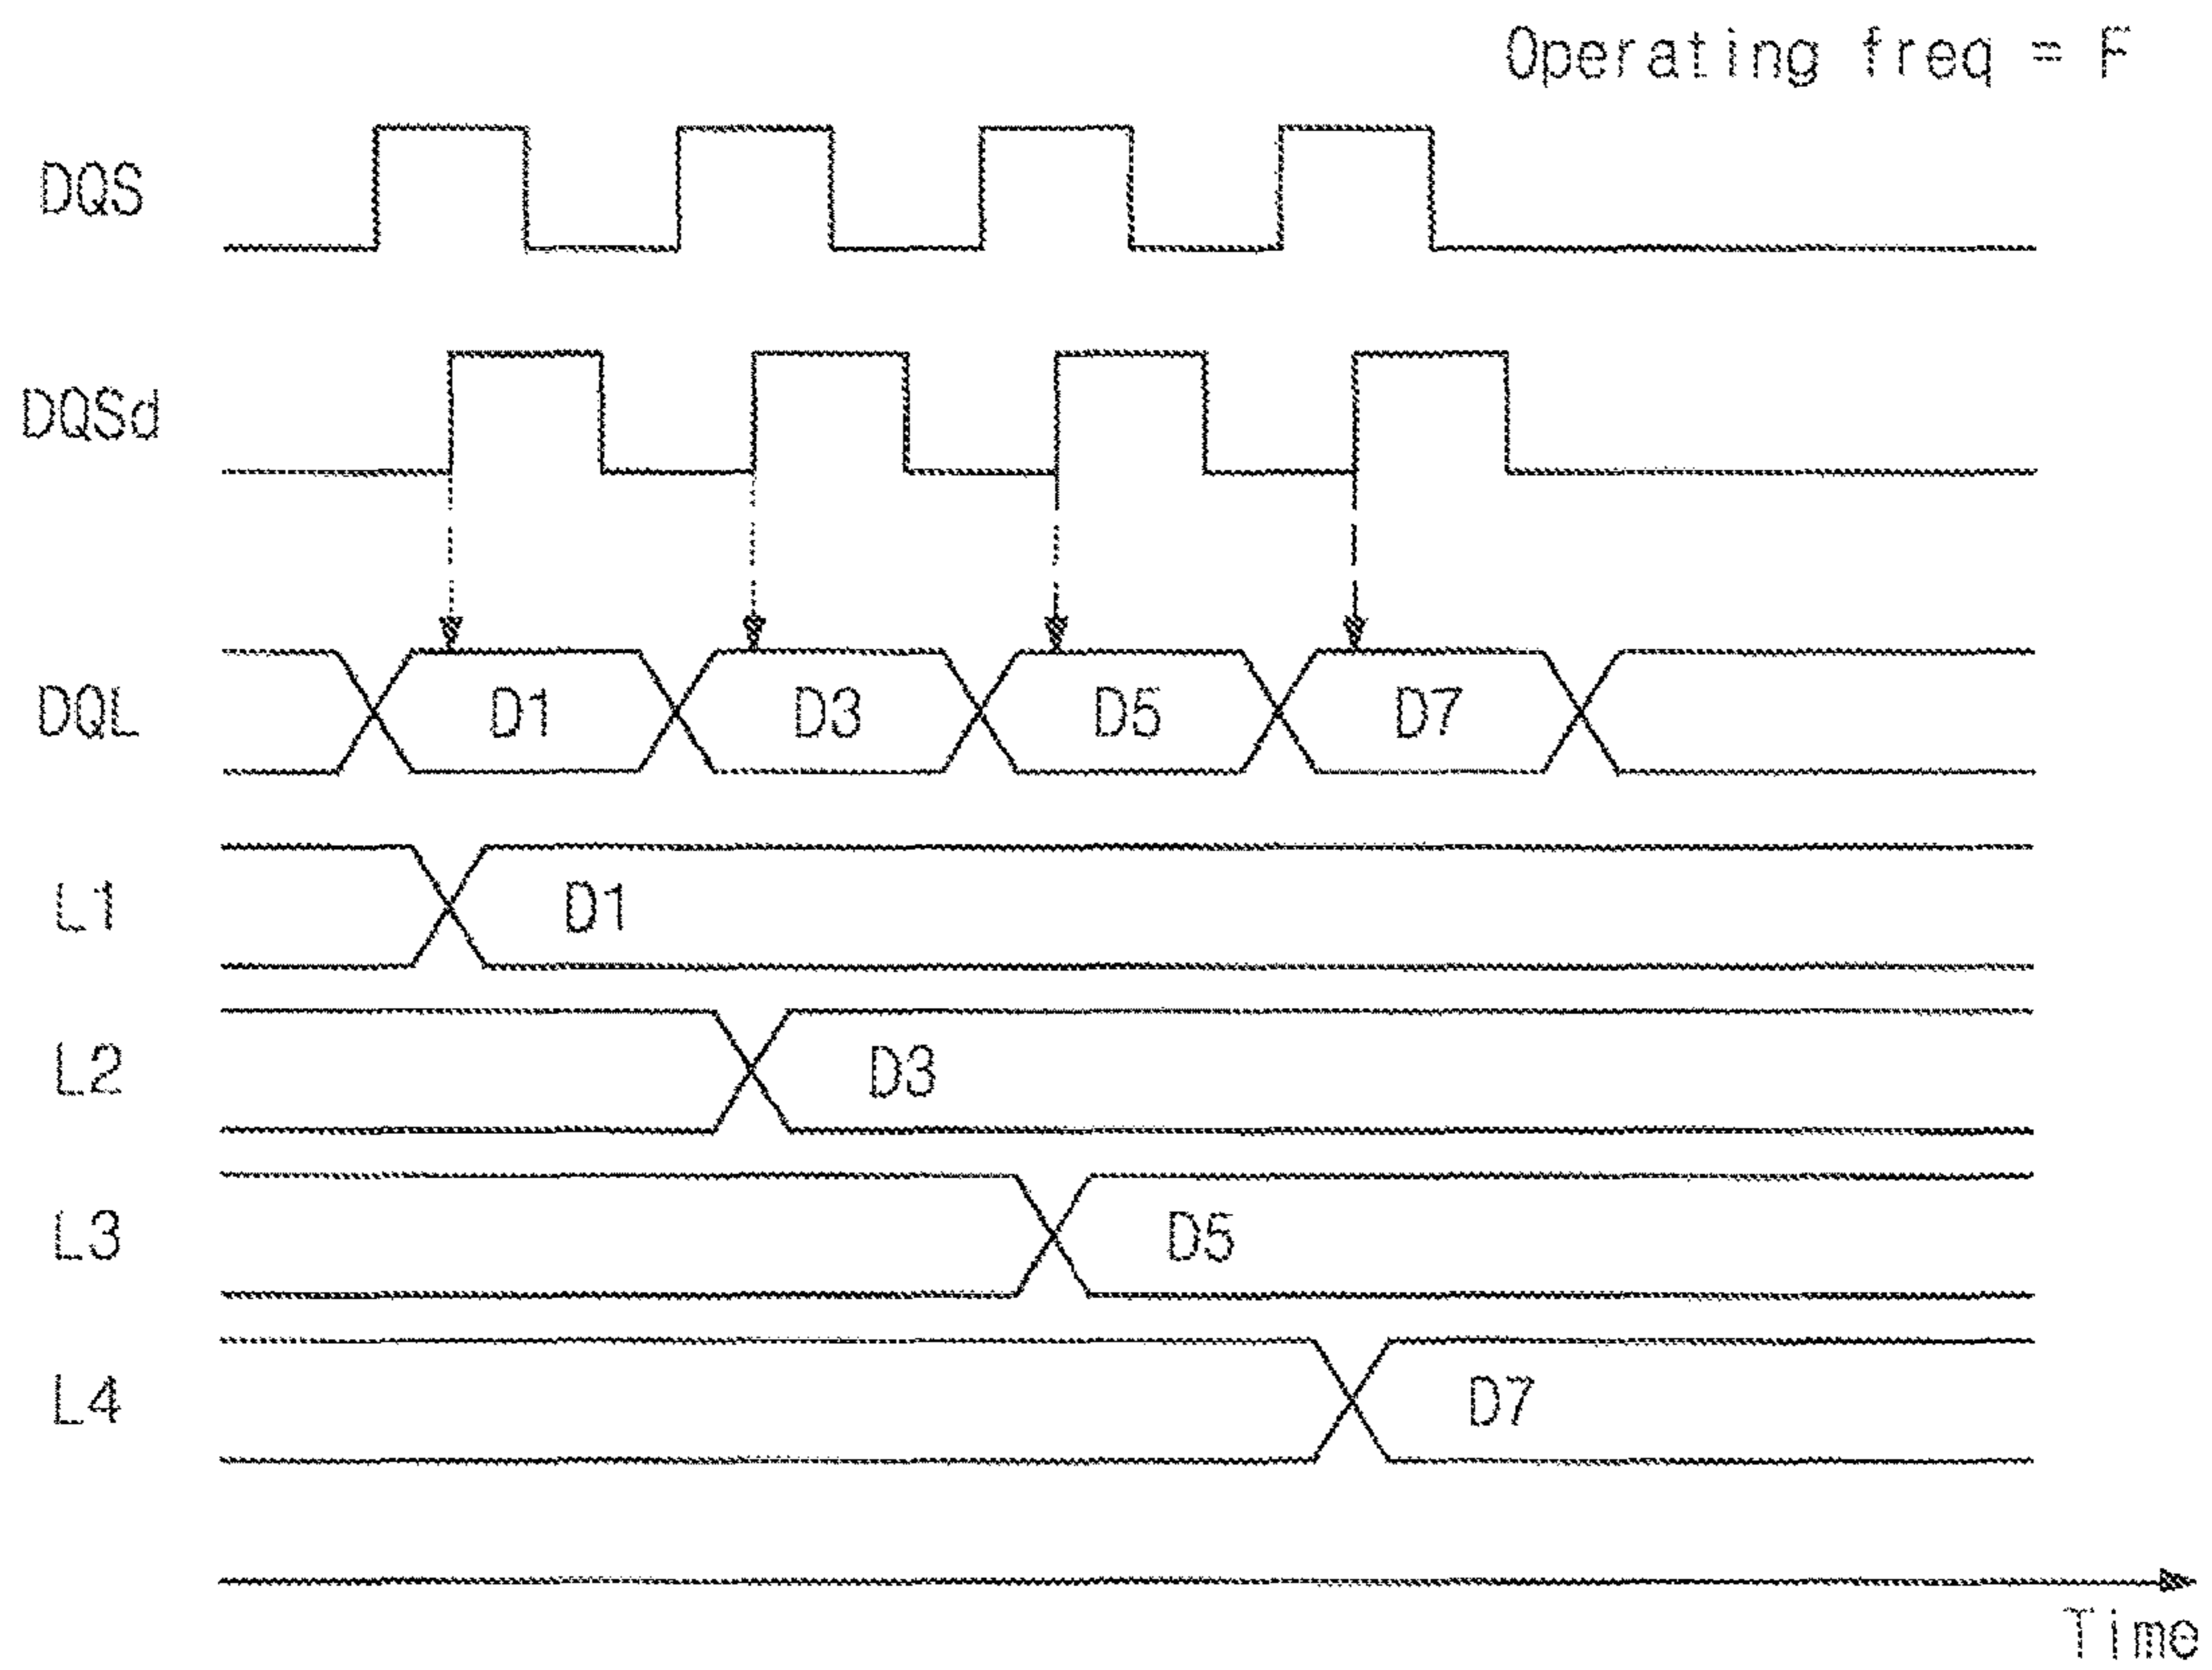 Operating freq = F
DQS
DQSd
DQL D1 D3 D5 D7
L1 D1
L2 D3
L3 D5
L4 D7
Time